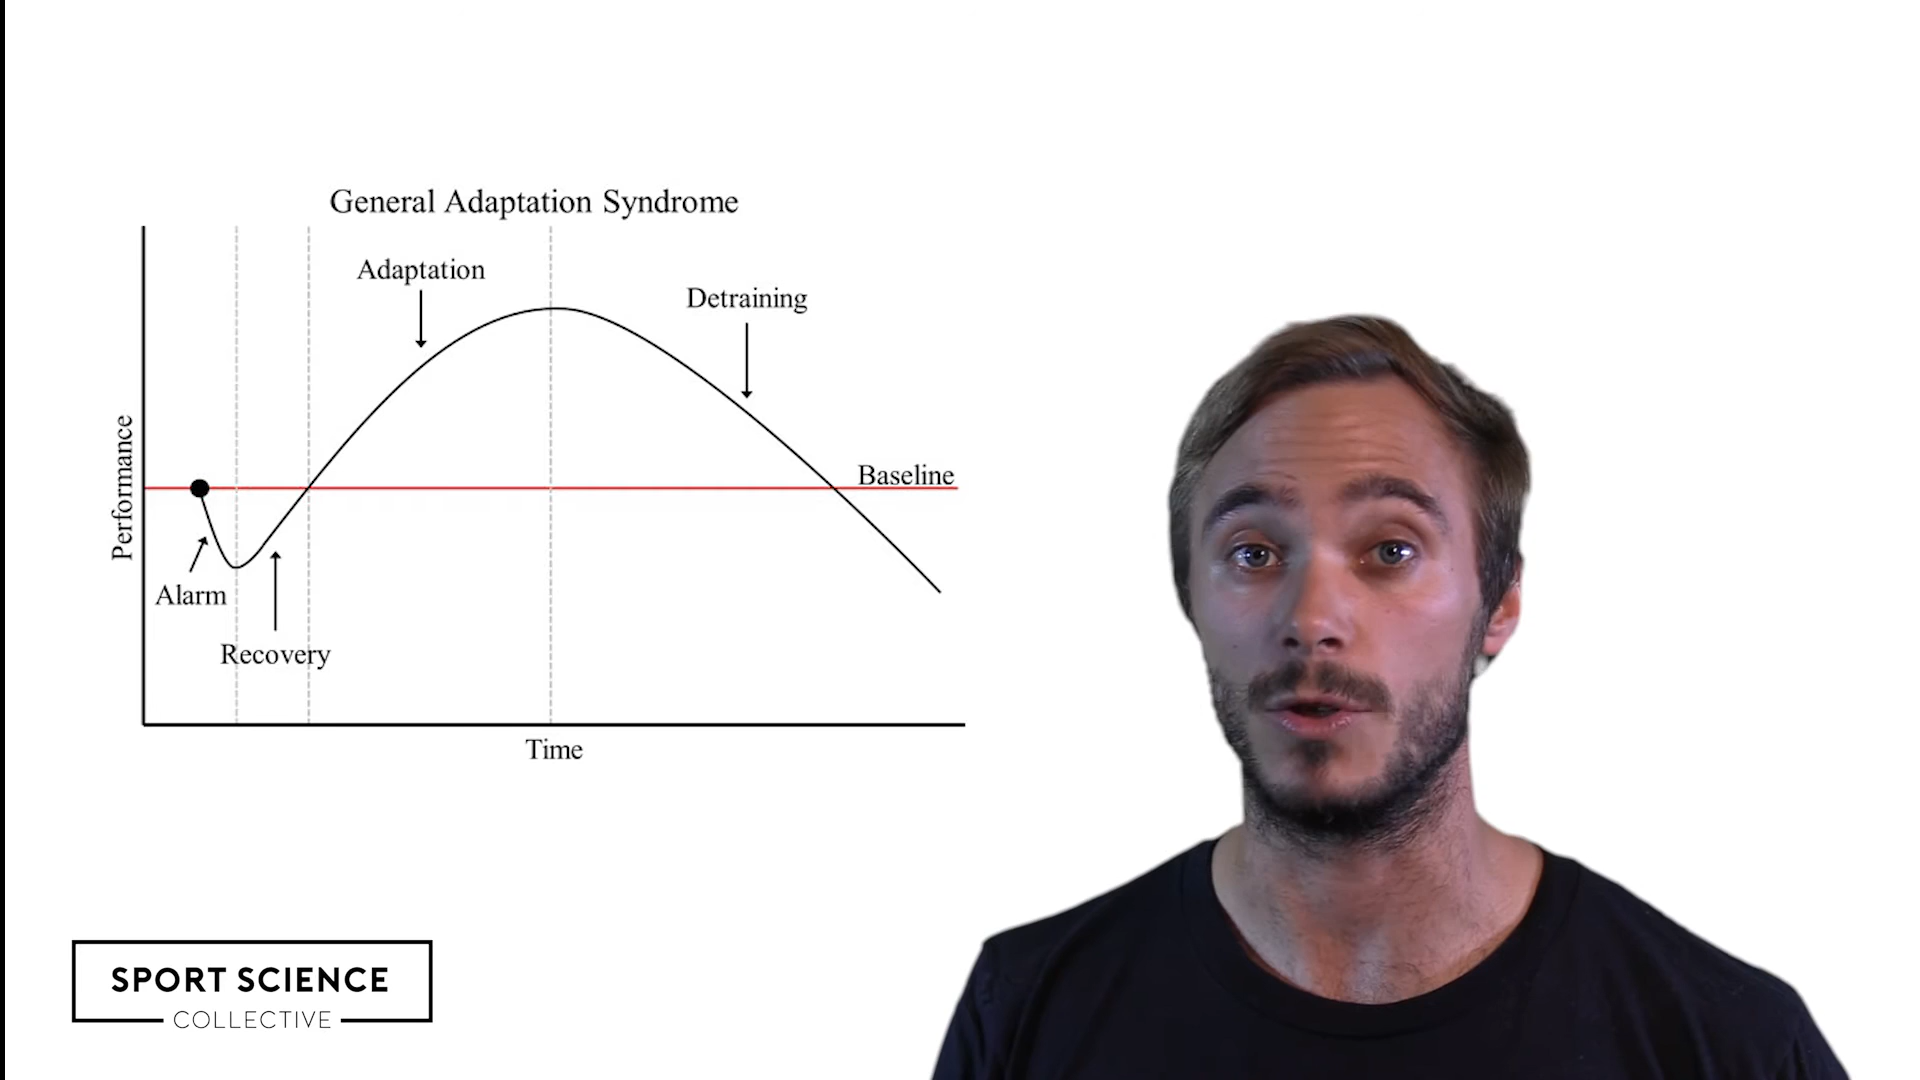 General Adaptation Syndrome
Adaptation
Detraining
Baseline
Performance
Alarm
Recovery
Time
SPORT SCIENCE
COLLECTIVE